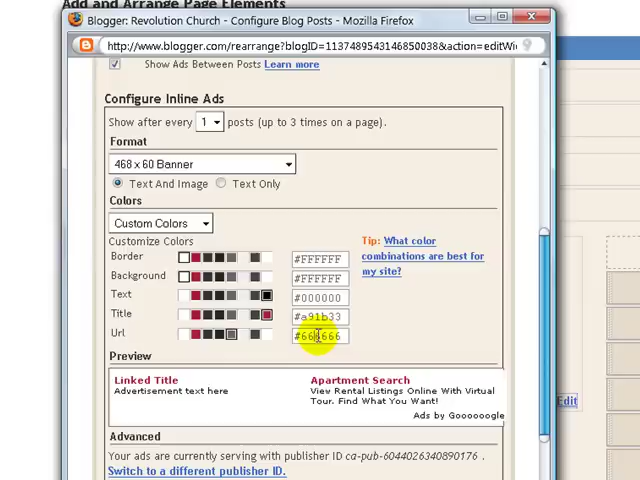 Add and Arrange Page Elements
Blogger: Revolution Church - Configure Blog Posts - Mozilla Firefox
http://www.blogger.com/rearrange?blogID=1137489543146850038&action=editWi
Show Ads Between Posts Learn more
Configure Inline Ads
Show after every 1 posts (up to 3 times on a page).
Format
468 x 60 Banner
Text And Image Text Only
Colors
Custom Colors
Customize Colors
Tip: What color combinations are best for my site?
Border #FFFFFF
Background #FFFFFF
Text #000000
Title #a91b33
Url #666666
Preview
Linked Title
Advertisement text here
Apartment Search
View Rental Listings Online With Virtual
Tour. Find What You Want!
Ads by Goooooogle
Edit
Advanced
Your ads are currently serving with publisher ID ca-pub-6044026340890176 .
Switch to a different publisher ID.